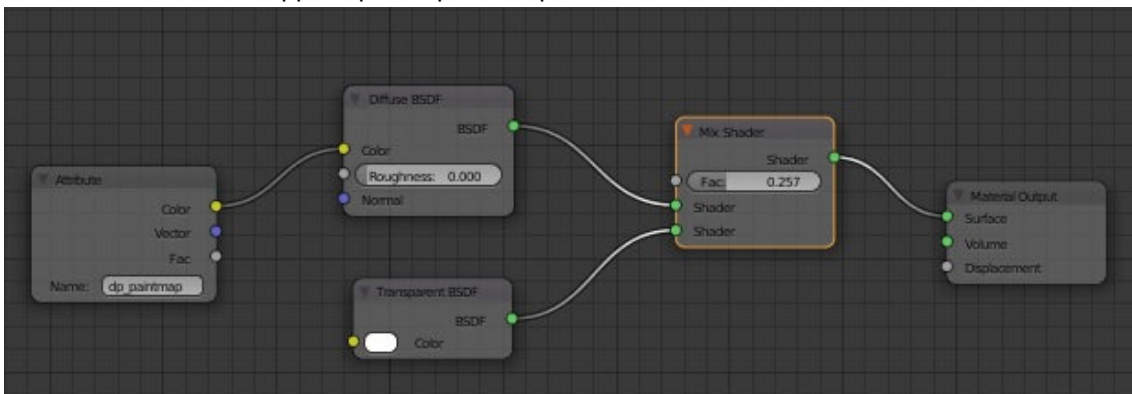 Attribute
Color
Vector
Fac
Name: dp_paintmap
Diffuse BSDF
BSDF
Color
Roughness: 0.000
Normal
Transparent BSDF
BSDF
Color
Mix Shader
Shader
Fac: 0.257
Shader
Shader
Material Output
Surface
Volume
Displacement